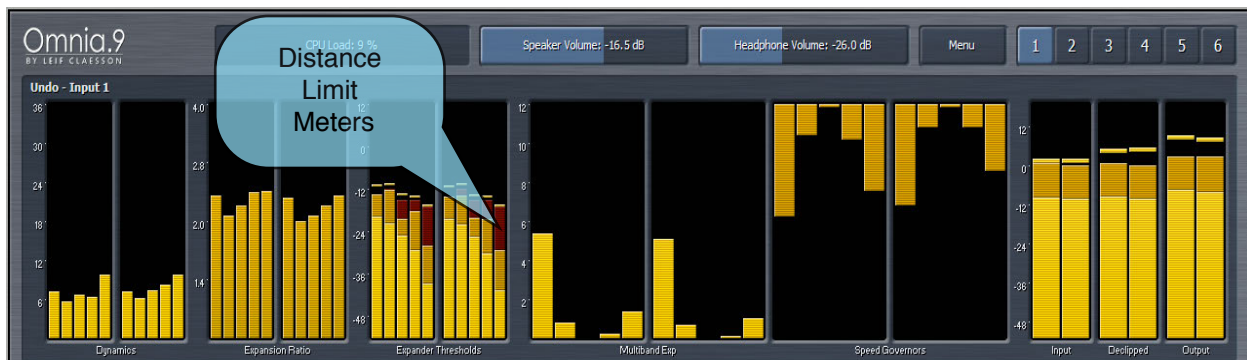 Omnia.9
BY LEIF CLAESSON
CPU Load: 9 %
Speaker Volume: -16.5 dB
Headphone Volume: -26.0 dB
Menu
1 2 3 4 5 6
Distance
Limit
Meters
Undo - Input 1
36
30
24
18
12
6
4.0
2.8
2.0
1.4
12
0
-12
-24
-36
-48
12
10
8
6
4
2
12
0
-12
-24
-36
-48
Dynamics
Expansion Ratio
Expander Thresholds
Multiband Exp
Speed Governors
Input
Declipped
Output